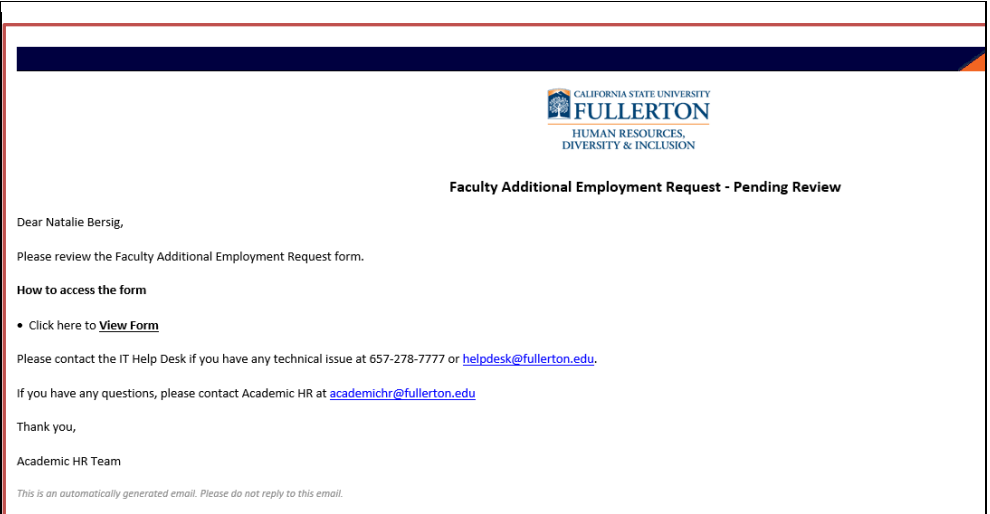 CALIFORNIA STATE UNIVERSITY
FULLERTON
HUMAN RESOURCES,
DIVERSITY & INCLUSION
Faculty Additional Employment Request - Pending Review
Dear Natalie Bersig,
Please review the Faculty Additional Employment Request form.
How to access the form
• Click here to View Form
Please contact the IT Help Desk if you have any technical issue at 657-278-7777 or helpdesk@fullerton.edu.
If you have any questions, please contact Academic HR at academichr@fullerton.edu
Thank you,
Academic HR Team
This is an automatically generated email. Please do not reply to this email.